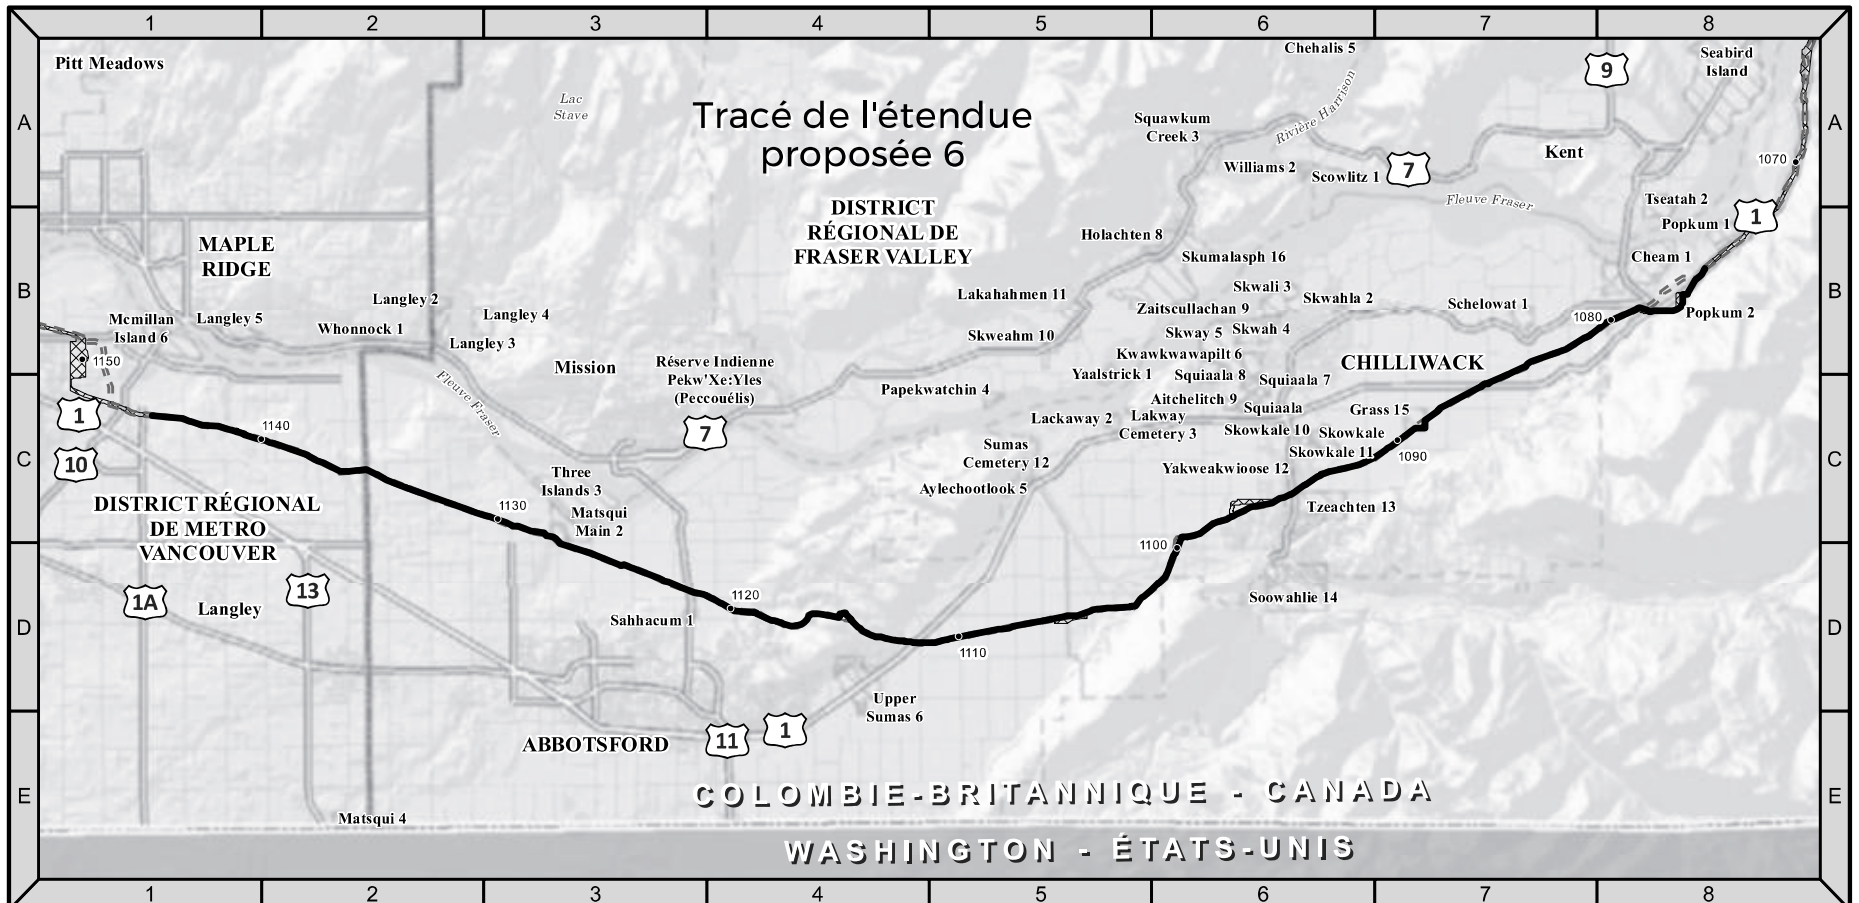 1 2 3 4 5 6 7 8
A
B
C
D
E
Pitt Meadows
Lac
Stave
Tracé de l'étendue
proposée 6
Chehalis 5
Rivière Harrison
9
Seabird
Island
Squawkum
Creek 3
Williams 2
Scowlitz 1
7
Kent
1070
Fleuve Fraser
Tseatah 2
Popkum 1
1
DISTRICT
RÉGIONAL DE
FRASER VALLEY
MAPLE
RIDGE
Holachten 8
Skumalasph 16
Cheam 1
Langley 2
Langley 4
Lakahahmen 11
Skwali 3
Skwahla 2
Schelowat 1
Zaitscullachan 9
Mcmillan
Island 6
Langley 5
Whonnock 1
Langley 3
Skweahm 10
Skway 5
Skwah 4
1080
Popkum 2
1150
Mission
Réserve Indienne
Pekw'Xe:Yles
(Peccouélis)
Kwawkwawapilt 6
CHILLIWACK
Yaalstrick 1
Squiaala 8
Squiaala 7
Papekwatchin 4
Fleuve Fraser
Aitchelitch 9
Squiaala
Grass 15
1
1140
7
Lackaway 2
Lakway
Cemetery 3
Skowkale 10
Skowkale
Skowkale 11
1090
10
Sumas
Cemetery 12
Yakweakwioose 12
Three
Islands 3
Aylechootlook 5
DISTRICT RÉGIONAL
DE METRO
VANCOUVER
1130
Matsqui
Main 2
Tzeachten 13
1100
1A
Langley
13
1120
Sahhacum 1
Soowahlie 14
1110
Upper
Sumas 6
ABBOTSFORD
11
1
COLOMBIE-BRITANNIQUE - CANADA
Matsqui 4
WASHINGTON - ÉTATS-UNIS
A
B
C
D
E
1 2 3 4 5 6 7 8